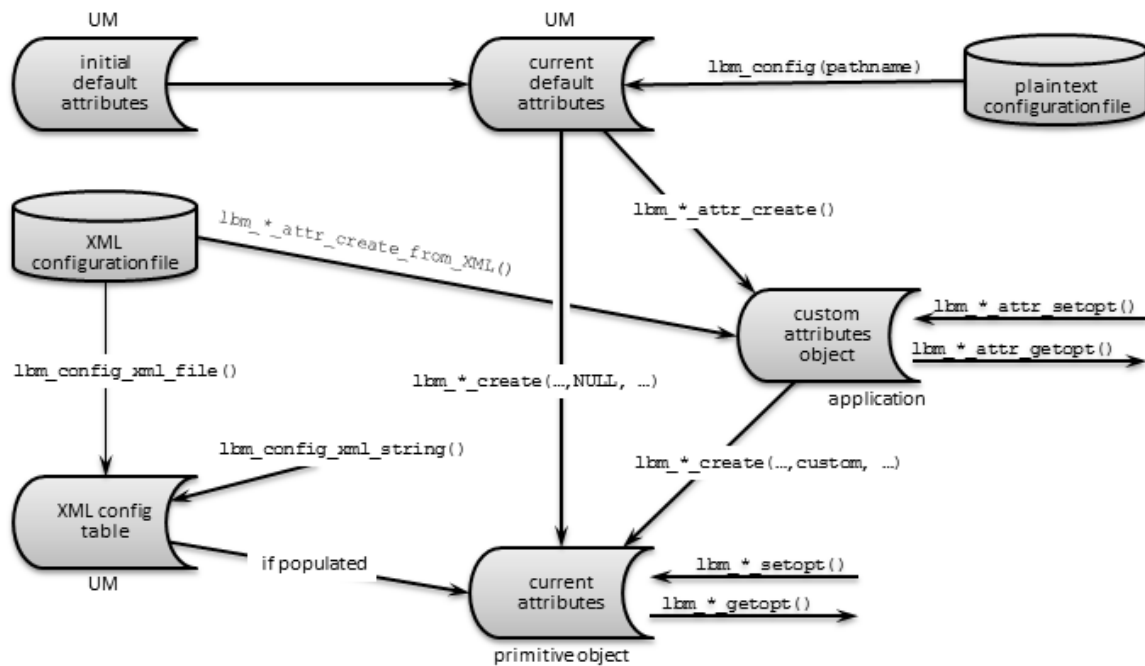 UM
UM
initial
default
attributes
current
default
attributes
lbm_config(pathname)
plain text
configuration file
lbm_*_attr_create()
XML
configuration file
lbm_*_attr_create_from_XML()
custom
attributes
object
lbm_*_attr_setopt()
lbm_*_attr_getopt()
application
lbm_config_xml_file()
lbm_*_create(…,NULL, …)
lbm_config_xml_string()
lbm_*_create(…,custom, …)
XML config
table
UM
if populated
current
attributes
lbm_*_setopt()
lbm_*_getopt()
primitive object